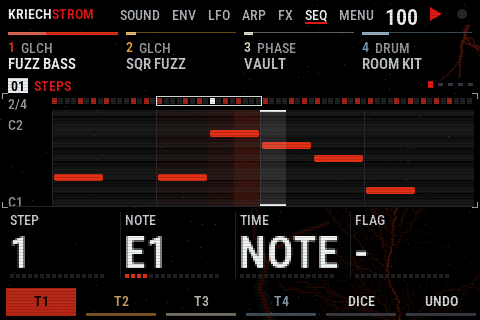 KRIECHSTROM SOUND ENV LFO ARP FX SEQ MENU 100
1 GLCH 2 GLCH 3 PHASE 4 DRUM
FUZZ BASS SQR FUZZ VAULT ROOM KIT
01 STEPS
2/4
C2
C1
STEP NOTE TIME FLAG
1 E1 NOTE -
T1 T2 T3 T4 DICE UNDO